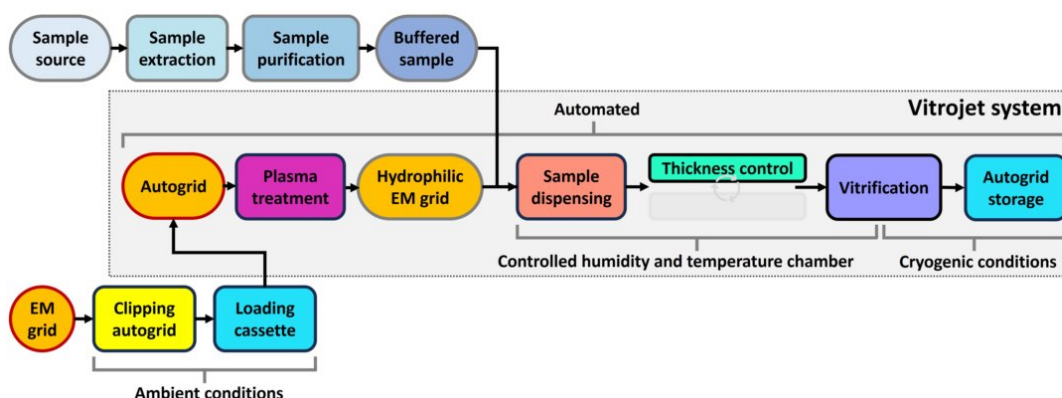 Sample
source
Sample
extraction
Sample
purification
Buffered
sample
Vitrojet system
Automated
Autogrid
Plasma
treatment
Hydrophilic
EM grid
Sample
dispensing
Thickness control
Vitrification
Autogrid
storage
Controlled humidity and temperature chamber
Cryogenic conditions
EM
grid
Clipping
autogrid
Loading
cassette
Ambient conditions